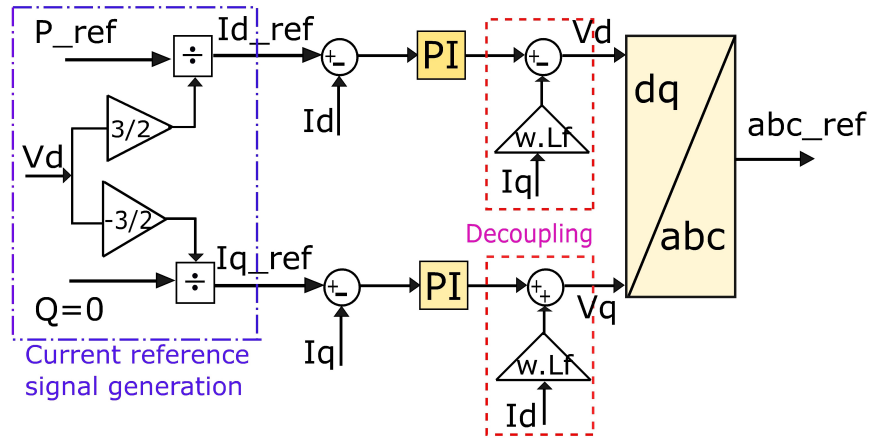 P_ref
÷
Id_ref
+
-
Id
PI
+
-
Vd
w.Lf
Iq
3/2
Vd
-3/2
dq
abc
abc_ref
Decoupling
Q=0
÷
Iq_ref
+
-
Iq
PI
+
+
Vq
w.Lf
Id
Current reference
signal generation